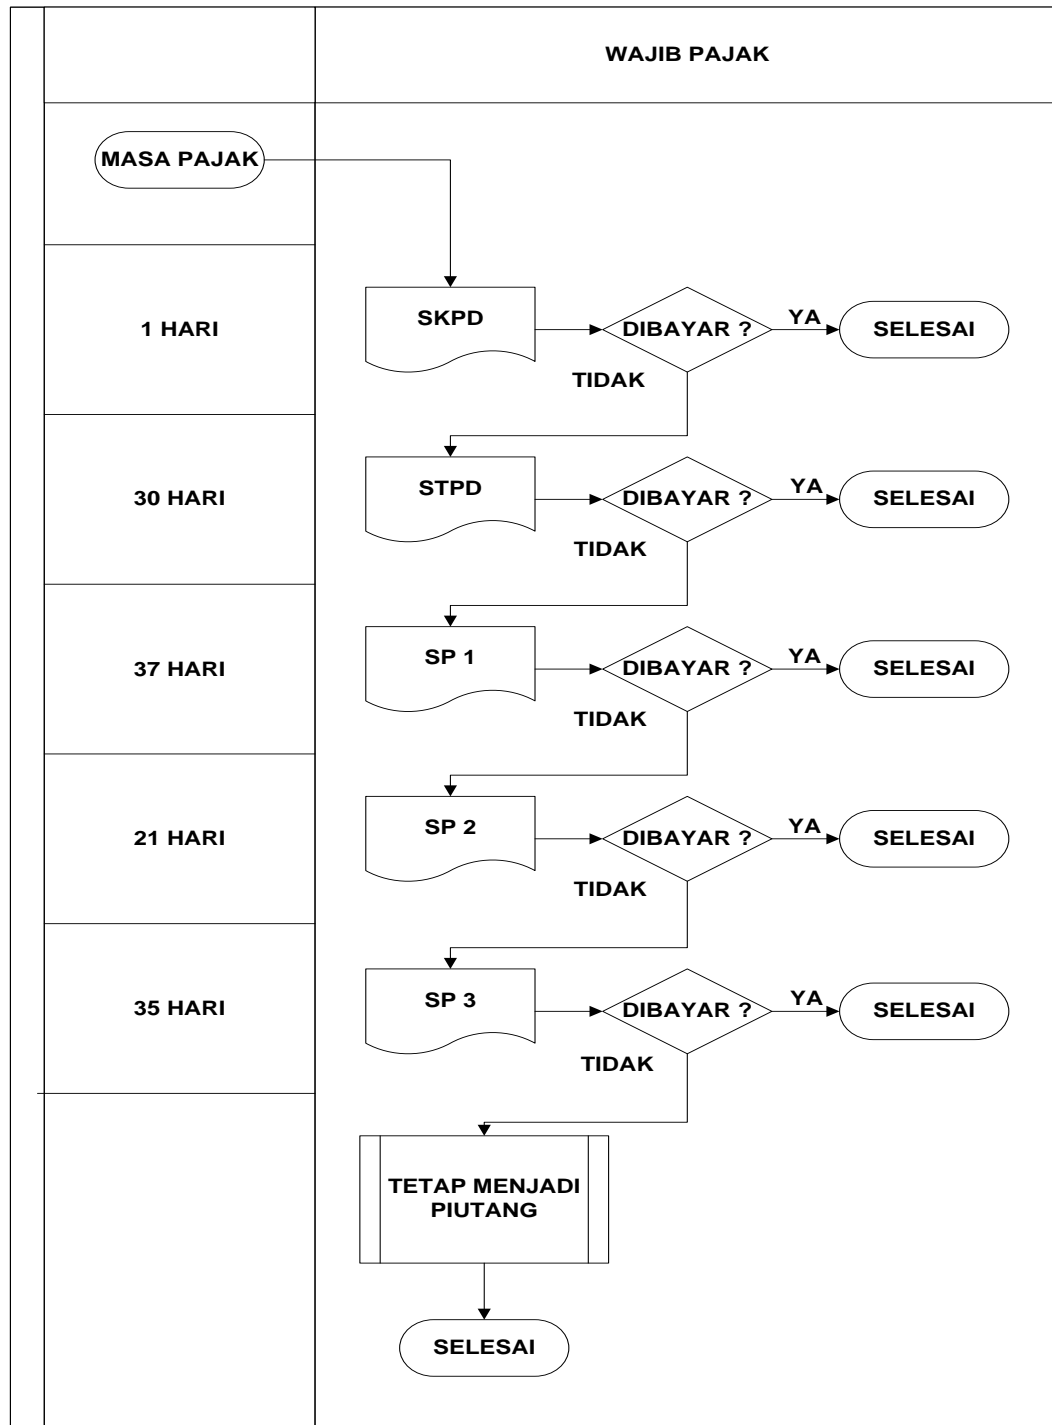 WAJIB PAJAK
MASA PAJAK
1 HARI
SKPD
DIBAYAR ?
YA
SELESAI
TIDAK
30 HARI
STPD
DIBAYAR ?
YA
SELESAI
TIDAK
37 HARI
SP 1
DIBAYAR ?
YA
SELESAI
TIDAK
21 HARI
SP 2
DIBAYAR ?
YA
SELESAI
TIDAK
35 HARI
SP 3
DIBAYAR ?
YA
SELESAI
TIDAK
TETAP MENJADI
PIUTANG
SELESAI